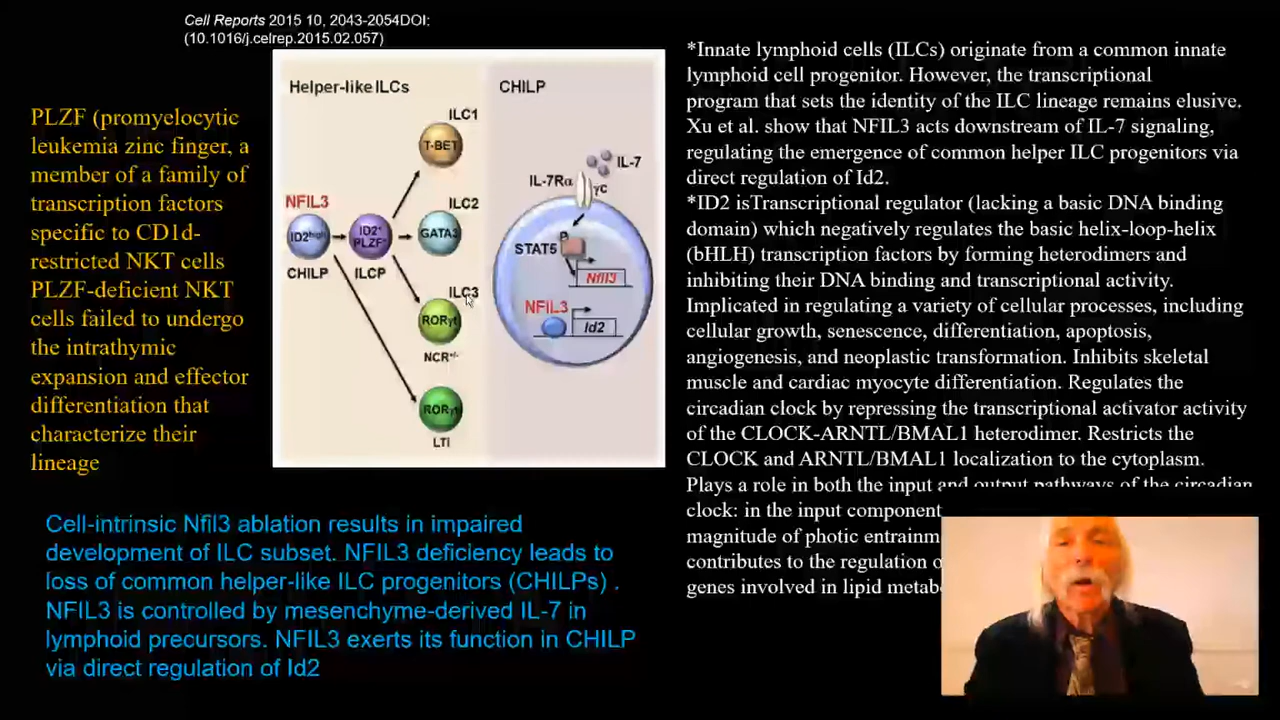 Cell Reports 2015 10, 2043-2054DOI:
(10.1016/j.celrep.2015.02.057)
PLZF (promyelocytic
leukemia zinc finger, a
member of a family of
transcription factors
specific to CD1d-
restricted NKT cells
PLZF-deficient NKT
cells failed to undergo
the intrathymic
expansion and effector
differentiation that
characterize their
lineage
Helper-like ILCs
ILC1
T-BET
NFIL3
ILC2
ID2high
ID2+
PLZF+
GATA3
CHILP
ILCP
ILC3
RORγt
NCR+/-
RORγt
LTi
CHILP
IL-7
IL-7Rα
γc
P
STAT5
Nfil3
NFIL3
Id2
*Innate lymphoid cells (ILCs) originate from a common innate
lymphoid cell progenitor. However, the transcriptional
program that sets the identity of the ILC lineage remains elusive.
Xu et al. show that NFIL3 acts downstream of IL-7 signaling,
regulating the emergence of common helper ILC progenitors via
direct regulation of Id2.
*ID2 isTranscriptional regulator (lacking a basic DNA binding
domain) which negatively regulates the basic helix-loop-helix
(bHLH) transcription factors by forming heterodimers and
inhibiting their DNA binding and transcriptional activity.
Implicated in regulating a variety of cellular processes, including
cellular growth, senescence, differentiation, apoptosis,
angiogenesis, and neoplastic transformation. Inhibits skeletal
muscle and cardiac myocyte differentiation. Regulates the
circadian clock by repressing the transcriptional activator activity
of the CLOCK-ARNTL/BMAL1 heterodimer. Restricts the
CLOCK and ARNTL/BMAL1 localization to the cytoplasm.
Plays a role in both the input and output pathways of the circadian
clock: in the input component
magnitude of photic
contributes to the regulation
genes involved in lipid
Cell-intrinsic Nfil3 ablation results in impaired
development of ILC subset. NFIL3 deficiency leads to
loss of common helper-like ILC progenitors (CHILPs) .
NFIL3 is controlled by mesenchyme-derived IL-7 in
lymphoid precursors. NFIL3 exerts its function in CHILP
via direct regulation of Id2